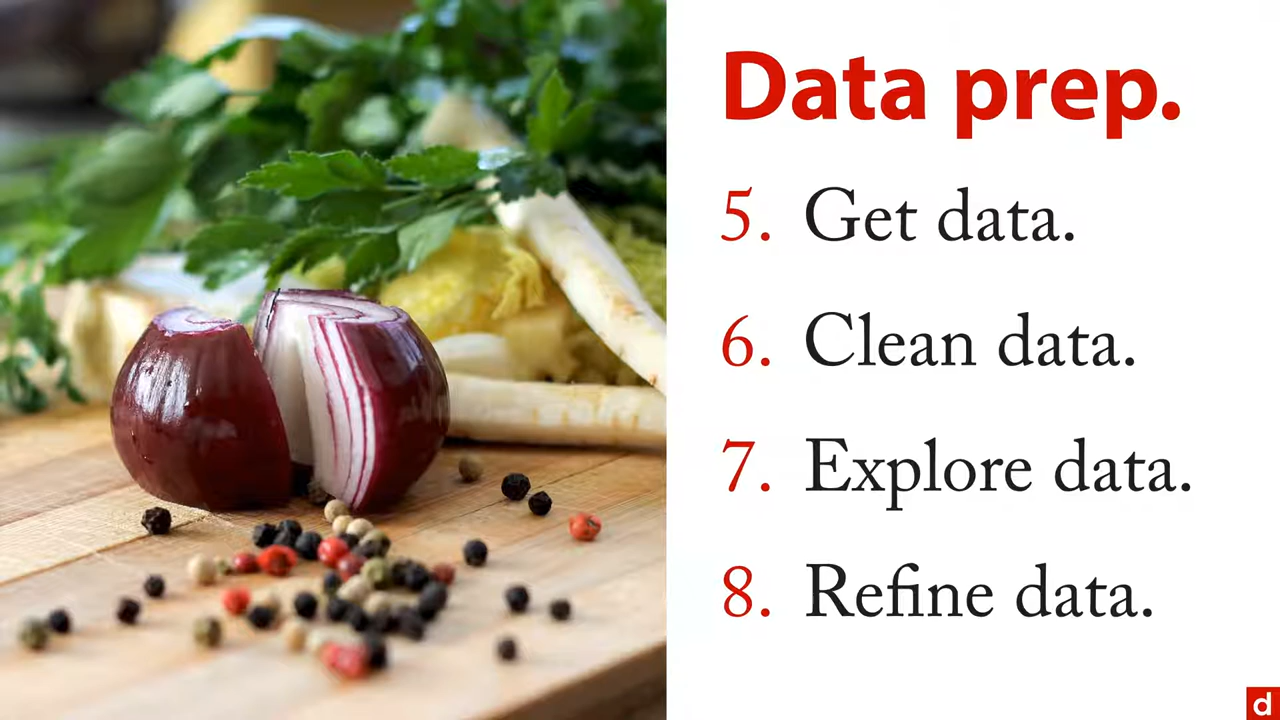 Data prep.
5. Get data.
6. Clean data.
7. Explore data.
8. Refine data.
d